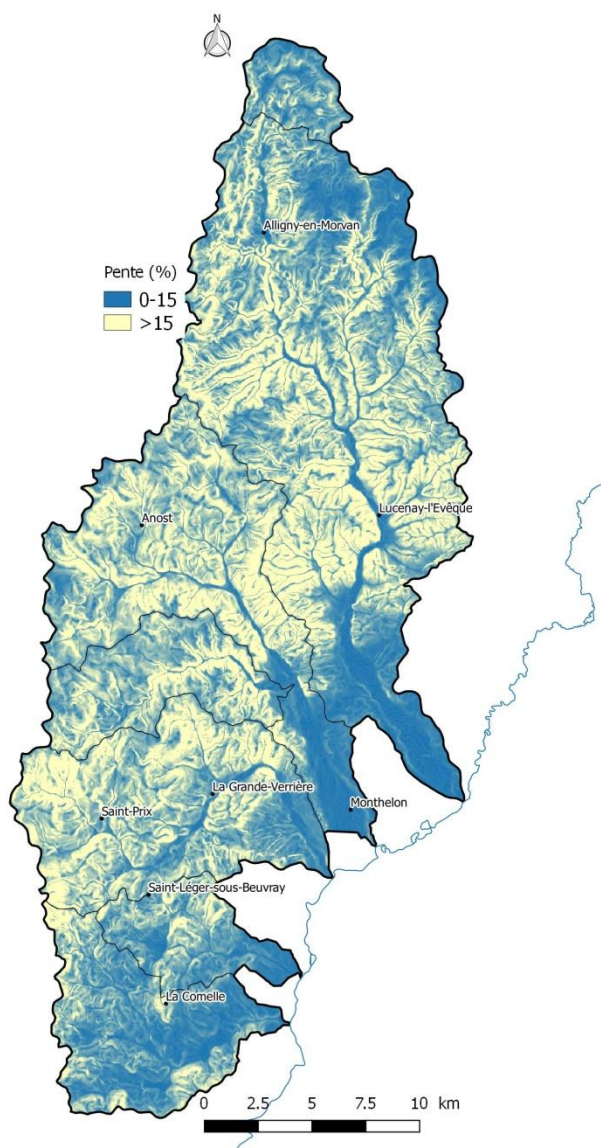 N
Alligny-en-Morvan
Pente (%)
0-15
>15
Lucenay-l'Evêque
Anost
La Grande-Verrière
Monthelon
Saint-Prix
Saint-Léger-sous-Beuvray
La Comelle
0 2.5 5 7.5 10 km